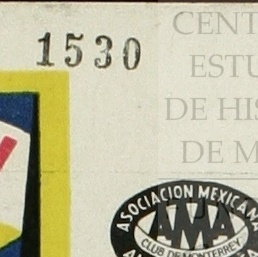 1530
CENT
ESTU
DE HIS
DE M
ASOCIACION MEXICANA
AMA
CLUB DE MONTERREY